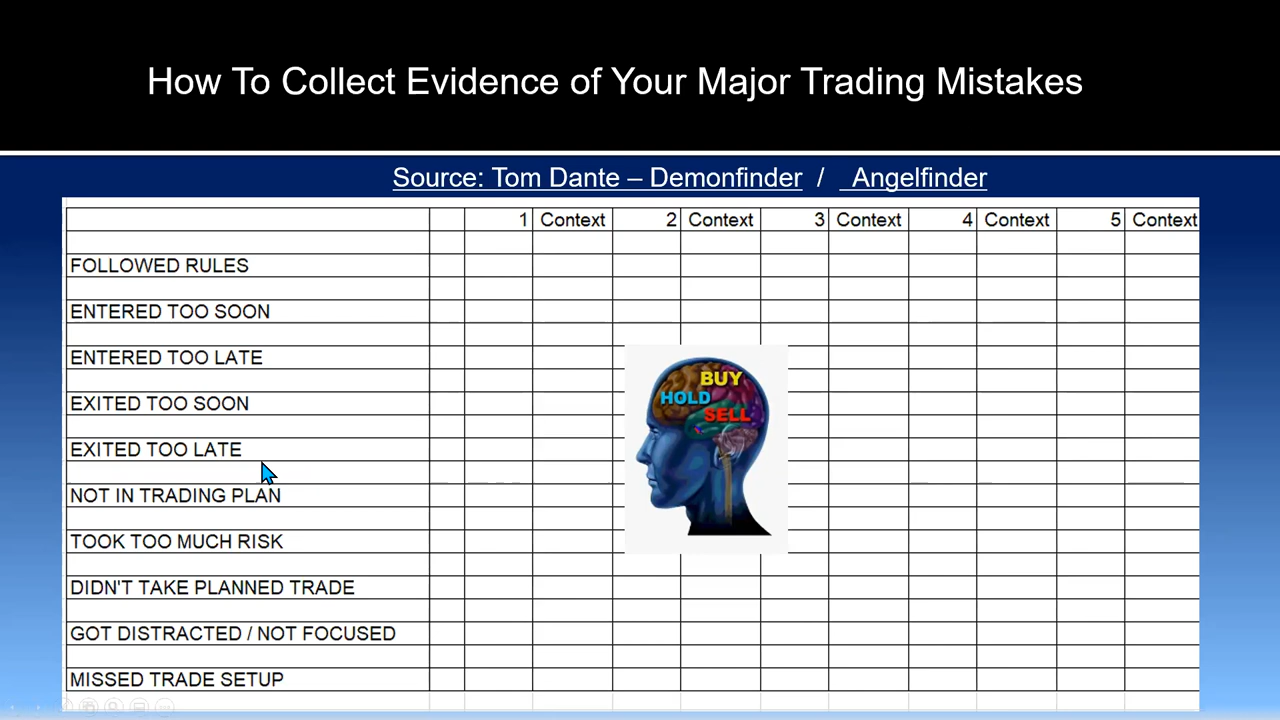 How To Collect Evidence of Your Major Trading Mistakes
Source: Tom Dante – Demonfinder / Angelfinder
1 Context 2 Context 3 Context 4 Context 5 Context
FOLLOWED RULES
ENTERED TOO SOON
ENTERED TOO LATE
BUY
HOLD
SELL
EXITED TOO SOON
EXITED TOO LATE
NOT IN TRADING PLAN
TOOK TOO MUCH RISK
DIDN'T TAKE PLANNED TRADE
GOT DISTRACTED / NOT FOCUSED
MISSED TRADE SETUP